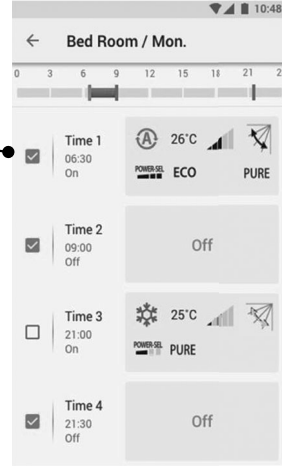 10:48
Bed Room / Mon.
0 3 6 9 12 15 18 21 2
Time 1
06:30
On
A 26°C
POWER-SEL ECO PURE
Time 2
09:00
Off
Off
Time 3
21:00
On
25°C
POWER-SEL PURE
Time 4
21:30
Off
Off